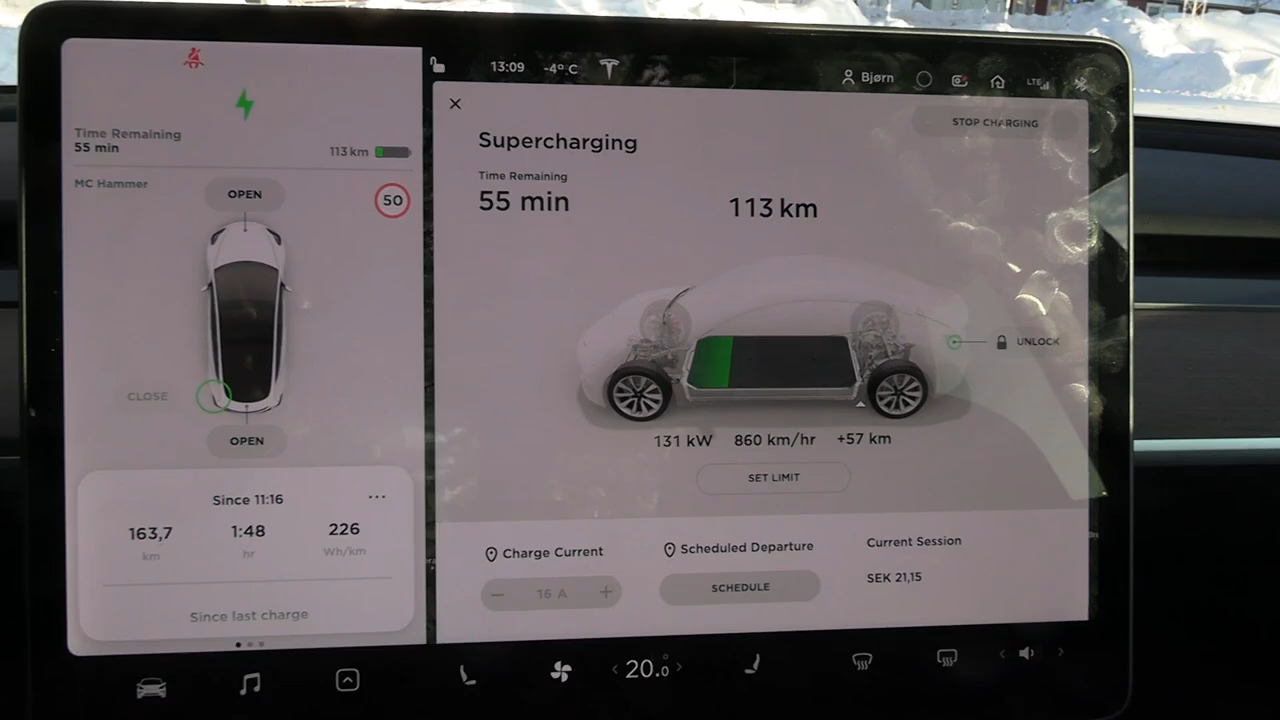 13:09 -4°C
Bjørn
LTE
Time Remaining
55 min
113 km
MC Hammer
OPEN
50
CLOSE
OPEN
Since 11:16
...
163,7 1:48 226
km hr Wh/km
Since last charge
STOP CHARGING
Supercharging
Time Remaining
55 min
113 km
UNLOCK
131 kW 860 km/hr +57 km
SET LIMIT
Charge Current
− 16 A +
Scheduled Departure
SCHEDULE
Current Session
SEK 21,15
< 20.0 >
< >